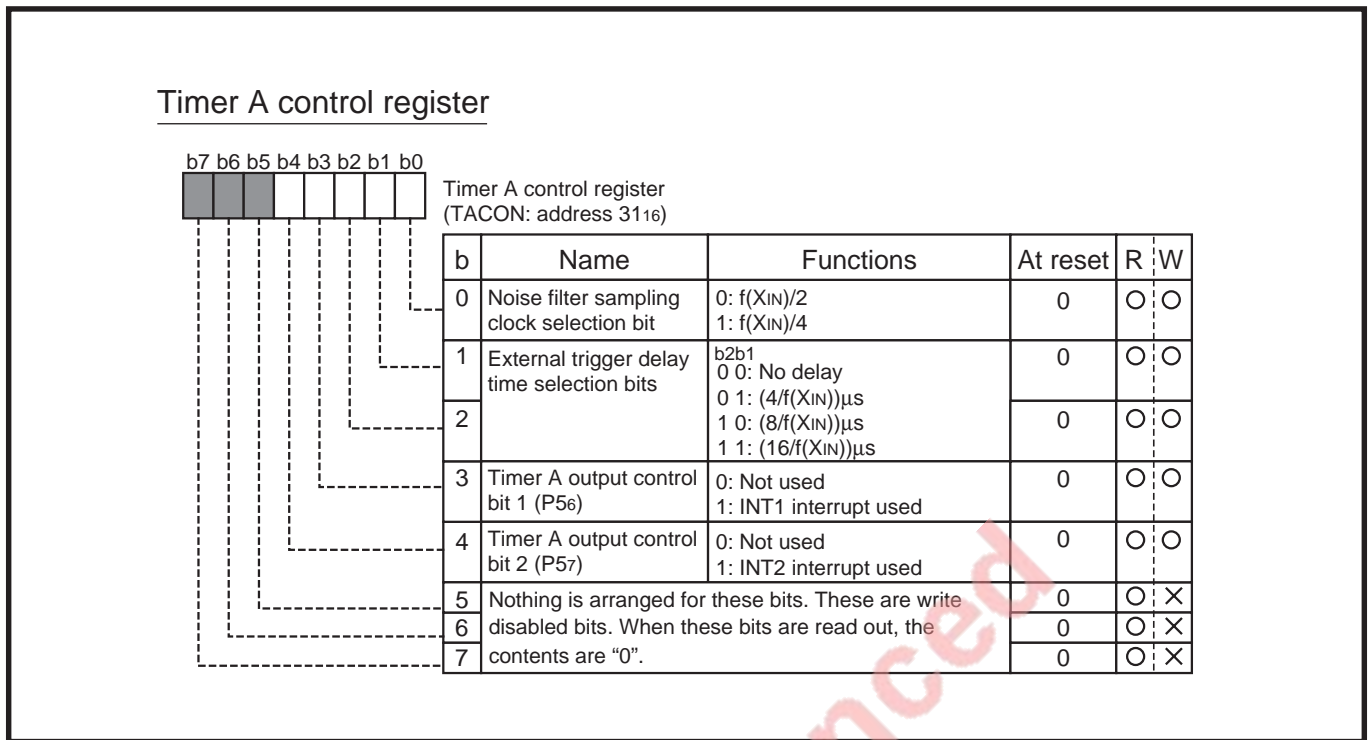 Timer A control register
b7 b6 b5 b4 b3 b2 b1 b0
Timer A control register
(TACON: address 3116)
b Name Functions At reset R W
0 Noise filter sampling clock selection bit 0: f(XIN)/2 1: f(XIN)/4 0 O O
1 External trigger delay time selection bits b2b1 0 O O
0 0: No delay
0 1: (4/f(XIN))μs
2 1 0: (8/f(XIN))μs 0 O O
1 1: (16/f(XIN))μs
3 Timer A output control bit 1 (P56) 0: Not used 1: INT1 interrupt used 0 O O
4 Timer A output control bit 2 (P57) 0: Not used 1: INT2 interrupt used 0 O O
5 Nothing is arranged for these bits. These are write 0 O ×
6 disabled bits. When these bits are read out, the 0 O ×
7 contents are “0”. 0 O ×
nced